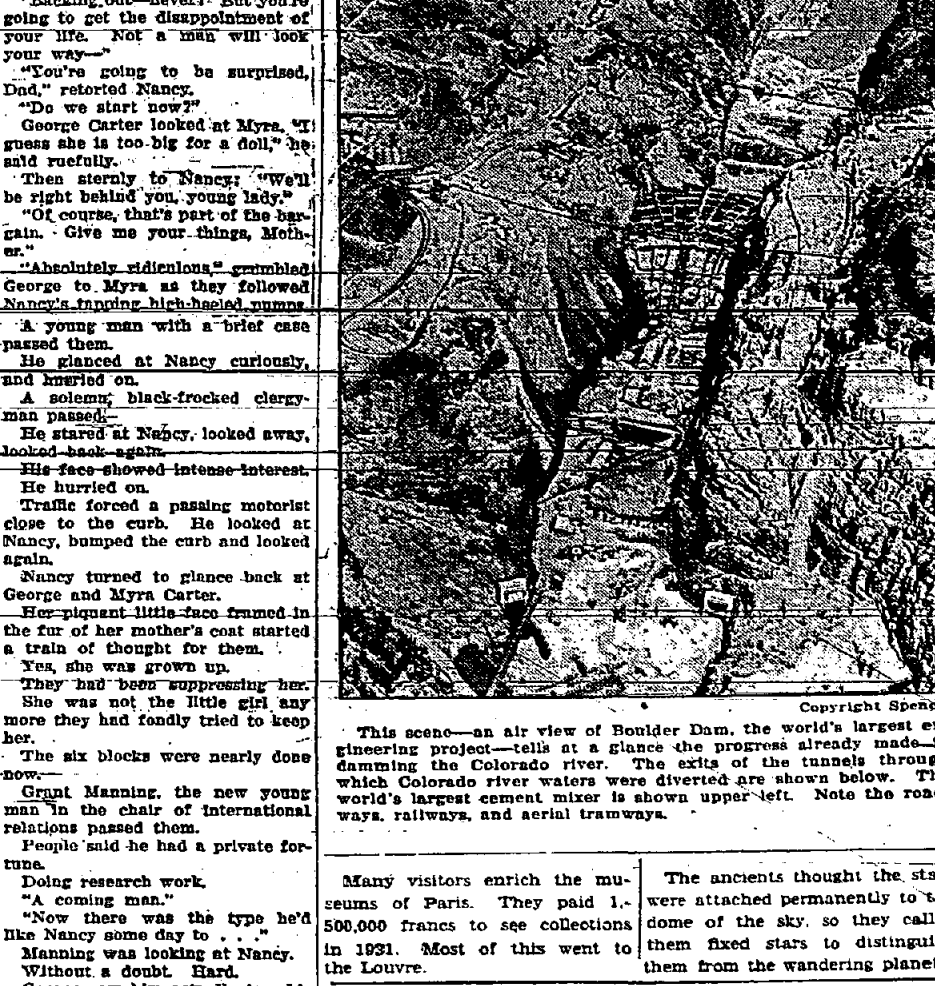 "Backing out—never! But you're
going to get the disappointment of
your life. Not a man will look
your way—"
"You're going to be surprised,
Dad," retorted Nancy.
"Do we start now?"
George Carter looked at Myra. "I
guess she is too big for a doll," he
said ruefully.
Then sternly to Nancy: "We'll
be right behind you, young lady."
"Of course, that's part of the bar-
gain. Give me your things, Moth-
er."
"Absolutely ridiculous," grumbled
George to Myra as they followed
Nancy's tapping high-heeled pumps.
A young man with a brief case
passed them.
He glanced at Nancy curiously,
and hurried on.
A solemn, black-frocked clergy-
man passed.
He stared at Nancy, looked away,
looked back again.
His face showed intense interest.
He hurried on.
Traffic forced a passing motorist
close to the curb. He looked at
Nancy, bumped the curb and looked
again.
Nancy turned to glance back at
George and Myra Carter.
Her piquant little face framed in
the fur of her mother's coat started
a train of thought for them.
Yes, she was grown up.
They had been suppressing her.
She was not the little girl any
more they had fondly tried to keep
her.
The six blocks were nearly done
now.
Grant Manning, the new young
man in the chair of international
relations passed them.
People said he had a private for-
tune.
Doing research work.
"A coming man."
"Now there was the type he'd
like Nancy some day to . . ."
Manning was looking at Nancy.
Without a doubt. Hard.
Copyright Spenc
This scene—an air view of Boulder Dam, the world's largest e
gineering project—tells at a glance the progress already made
damming the Colorado river. The exits of the tunnels throug
which Colorado river waters were diverted are shown below. Th
world's largest cement mixer is shown upper left. Note the road
ways, railways, and aerial tramways.
Many visitors enrich the mu-
seums of Paris. They paid 1,-
500,000 francs to see collections
in 1931. Most of this went to
the Louvre.
The ancients thought the sta
were attached permanently to t
dome of the sky, so they call
them fixed stars to distingui
them from the wandering planet